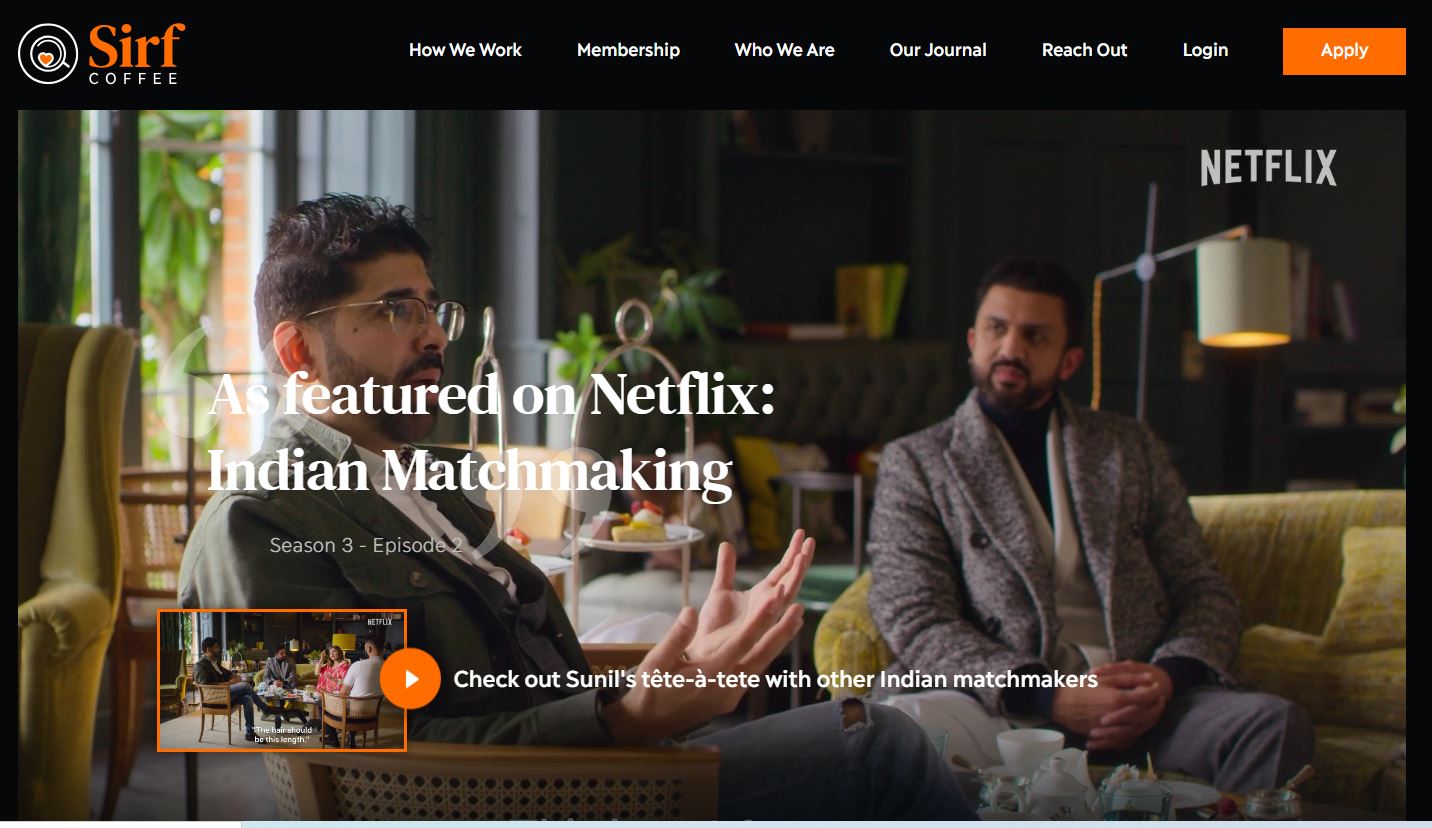 Sirf
COFFEE
How We Work
Membership
Who We Are
Our Journal
Reach Out
Login
Apply
NETFLIX
“
As featured on Netflix:
Indian Matchmaking
”
Season 3 - Episode 2
NETFLIX
"The hair should
be this length."
Check out Sunil's tête-à-tete with other Indian matchmakers